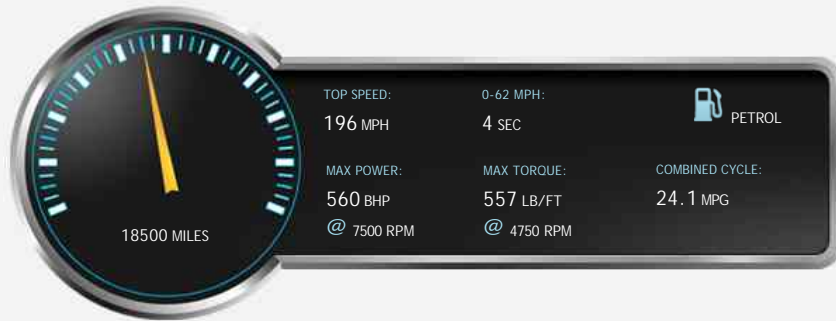 18500 MILES
TOP SPEED:
196 MPH
0-62 MPH:
4 SEC
PETROL
MAX POWER:
560 BHP
@ 7500 RPM
MAX TORQUE:
557 LB/FT
@ 4750 RPM
COMBINED CYCLE:
24.1 MPG